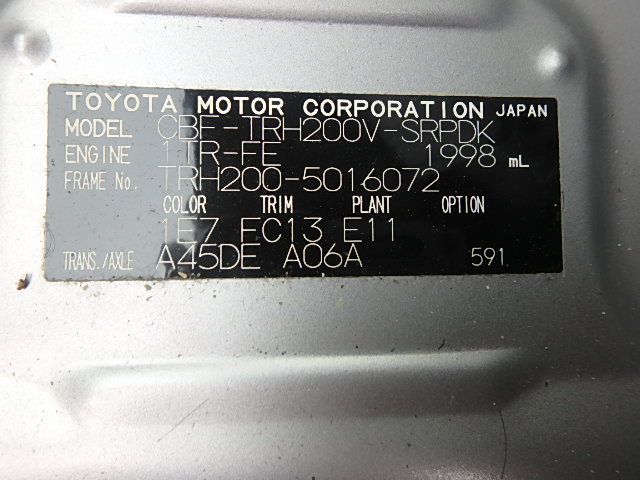 TOYOTA MOTOR CORPORATION JAPAN
MODEL CBF-TRH200V-SRPDK
ENGINE 1TR-FE 1998 mL
FRAME No. TRH200-5016072
COLOR TRIM PLANT OPTION
1E7 FC13 E11
TRANS./AXLE A45DE A06A 591